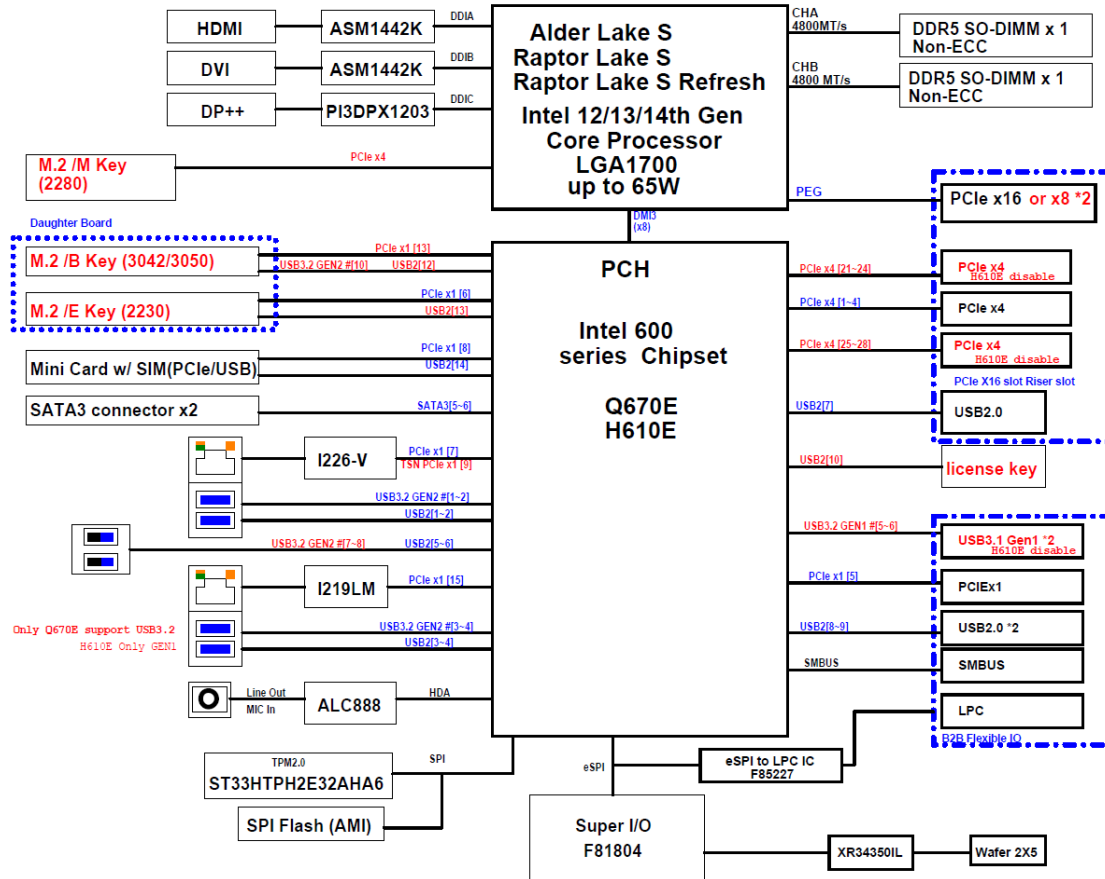 HDMI
ASM1442K
DDIA
DVI
ASM1442K
DDIB
DP++
PI3DPX1203
DDIC
M.2 /M Key
(2280)
PCIe x4
Alder Lake S
Raptor Lake S
Raptor Lake S Refresh
Intel 12/13/14th Gen
Core Processor
LGA1700
up to 65W
CHA
4800MT/s
DDR5 SO-DIMM x 1
Non-ECC
CHB
4800 MT/s
DDR5 SO-DIMM x 1
Non-ECC
PEG
PCIe x16 or x8 *2
DMI3
(x8)
Daughter Board
M.2 /B Key (3042/3050)
PCIe x1 [13]
USB3.2 GEN2 #[10] USB2[12]
M.2 /E Key (2230)
PCIe x1 [6]
USB2[13]
Mini Card w/ SIM(PCIe/USB)
PCIe x1 [8]
USB2[14]
SATA3 connector x2
SATA3[5~6]
I226-V
PCIe x1 [7]
TSN PCIe x1 [9]
USB3.2 GEN2 #[1~2]
USB2[1~2]
USB3.2 GEN2 #[7~8] USB2[5~6]
I219LM
PCIe x1 [15]
Only Q670E support USB3.2
H610E Only GEN1
USB3.2 GEN2 #[3~4]
USB2[3~4]
Line Out
MIC In
ALC888
HDA
TPM2.0
ST33HTPH2E32AHA6
SPI
SPI Flash (AMI)
PCH
Intel 600
series Chipset
Q670E
H610E
PCIe x4 [21~24]
PCIe x4
H610E disable
PCIe x4 [1~4]
PCIe x4
PCIe x4 [25~28]
PCIe x4
H610E disable
PCIe X16 slot Riser slot
USB2[7]
USB2.0
USB2[10]
license key
USB3.2 GEN1 #[5~6]
USB3.1 Gen1 *2
H610E disable
PCIe x1 [5]
PCIEx1
USB2[8~9]
USB2.0 *2
SMBUS
SMBUS
LPC
B2B Flexible IO
eSPI
eSPI to LPC IC
F85227
Super I/O
F81804
XR34350IL
Wafer 2X5